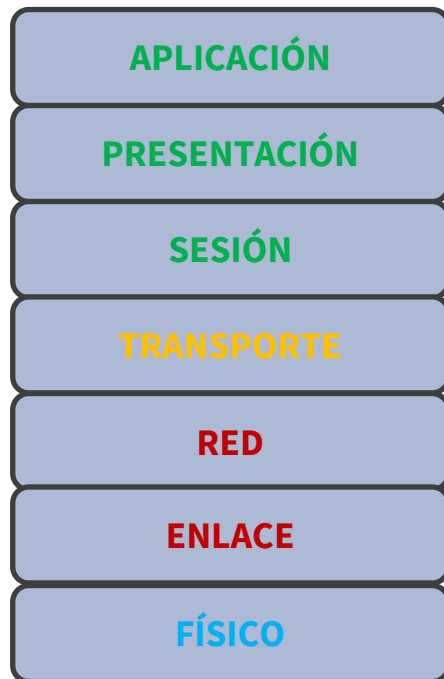 APLICACIÓN
PRESENTACIÓN
SESIÓN
TRANSPORTE
RED
ENLACE
FÍSICO